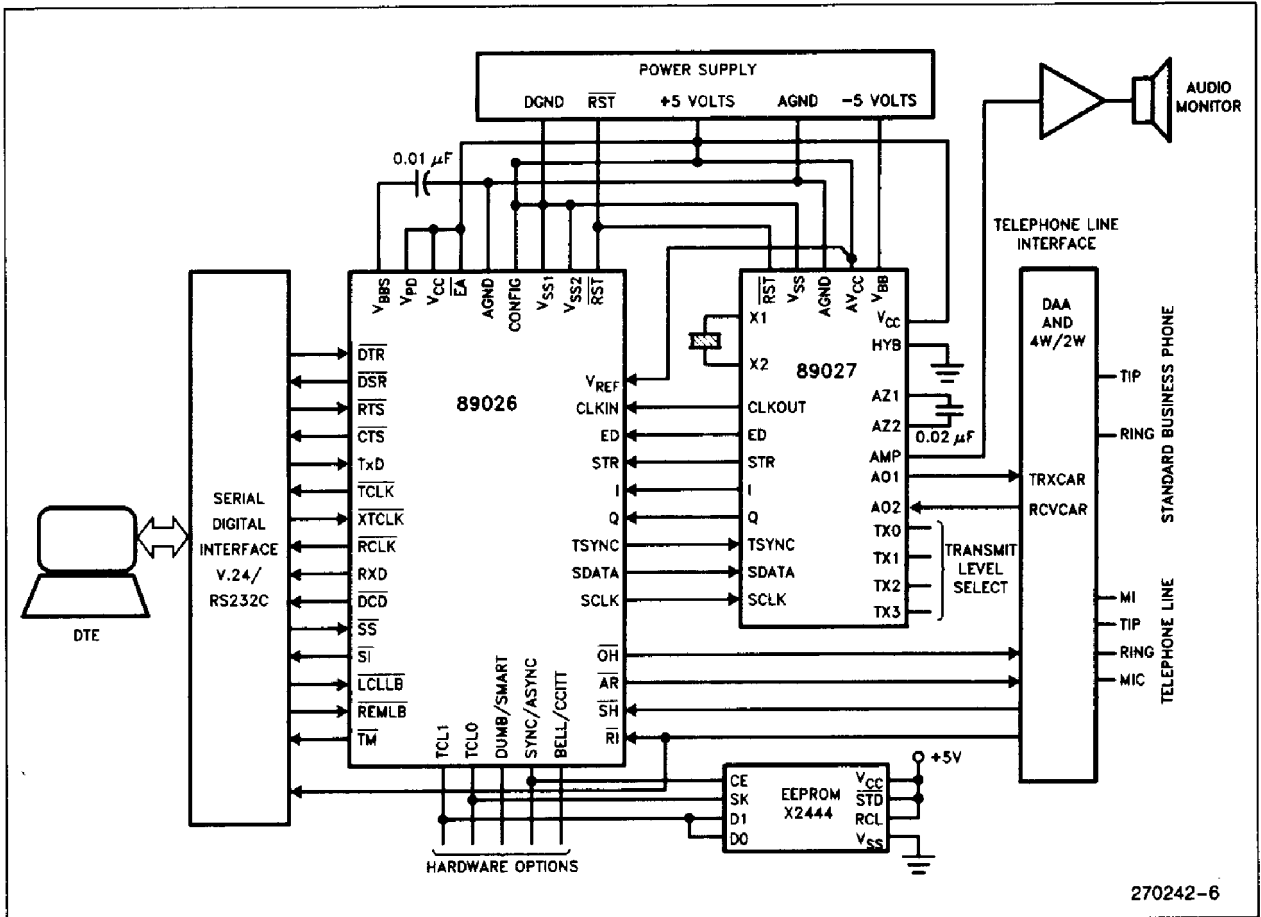 POWER SUPPLY
DGND RST +5 VOLTS AGND -5 VOLTS
AUDIO
MONITOR
0.01 μF
TELEPHONE LINE
INTERFACE
VBBS VPD VCC EA AGND CONFIG VSS1 VSS2 RST
RST VSS AGND AVCC VBB
89026
DTR
DSR
RTS
CTS
TxD
TCLK
XTCLK
RCLK
RXD
DCD
SS
SI
LCLLB
REMLB
TM
VREF
CLKIN
ED
STR
I
Q
TSYNC
SDATA
SCLK
OH
AR
SH
RI
TCL1
TCL0
DUMB/SMART
SYNC/ASYNC
BELL/CCITT
HARDWARE OPTIONS
SERIAL
DIGITAL
INTERFACE
V.24/
RS232C
DTE
89027
X1
X2
CLKOUT
ED
STR
I
Q
TSYNC
SDATA
SCLK
VCC
HYB
AZ1
AZ2
0.02 μF
AMP
AO1
AO2
TX0
TX1
TX2
TX3
TRANSMIT
LEVEL
SELECT
DAA
AND
4W/2W
TRXCAR
RCVCAR
TIP
RING
STANDARD BUSINESS PHONE
MI
TIP
RING
MIC
TELEPHONE LINE
EEPROM
X2444
CE
SK
D1
D0
VCC
STD
RCL
VSS
+5V
270242-6